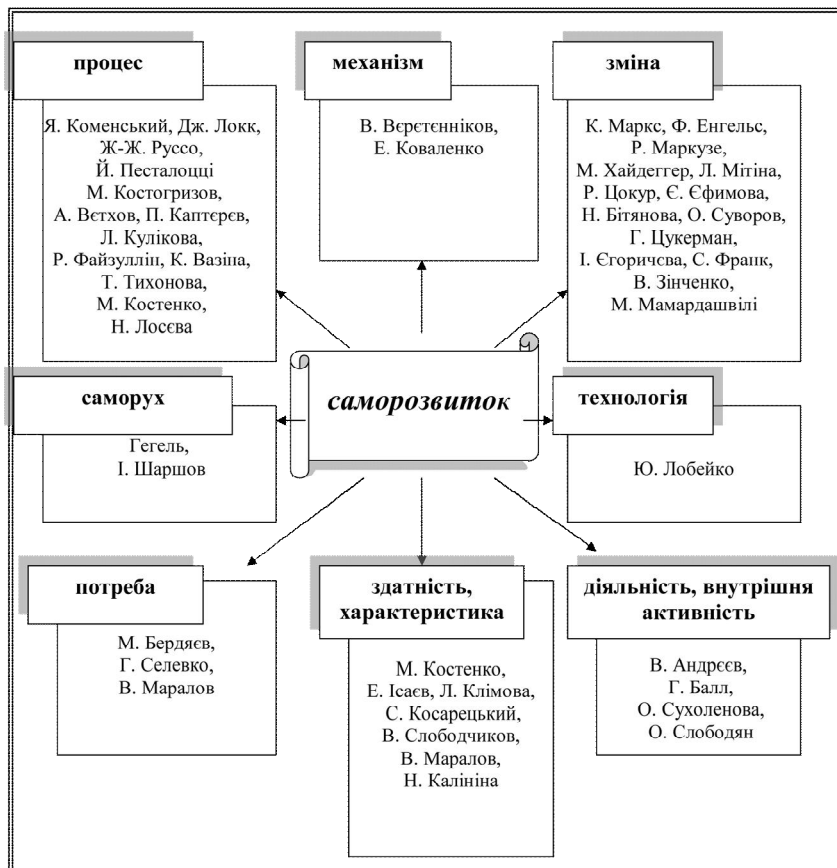 процес
Я. Коменський, Дж. Локк,
Ж-Ж. Руссо,
Й. Песталоцці
М. Костогризов,
А. Вєтхов, П. Каптєрєв,
Л. Кулікова,
Р. Файзуллін, К. Вазіна,
Т. Тихонова,
М. Костенко,
Н. Лосєва
механізм
В. Вєрєтєнніков,
Е. Коваленко
зміна
К. Маркс, Ф. Енгельс,
Р. Маркузе,
М. Хайдеггер, Л. Мітіна,
Р. Цокур, Є. Єфимова,
Н. Бітянова, О. Суворов,
Г. Цукерман,
І. Єгоричєва, С. Франк,
В. Зінченко,
М. Мамардашвілі
саморозвиток
саморух
Гегель,
І. Шаршов
технологія
Ю. Лобейко
потреба
М. Бердяєв,
Г. Селевко,
В. Маралов
здатність,
характеристика
М. Костенко,
Е. Ісаєв, Л. Клімова,
С. Косарецький,
В. Слободчиков,
В. Маралов,
Н. Калініна
діяльність, внутрішня
активність
В. Андрєєв,
Г. Балл,
О. Сухоленова,
О. Слободян